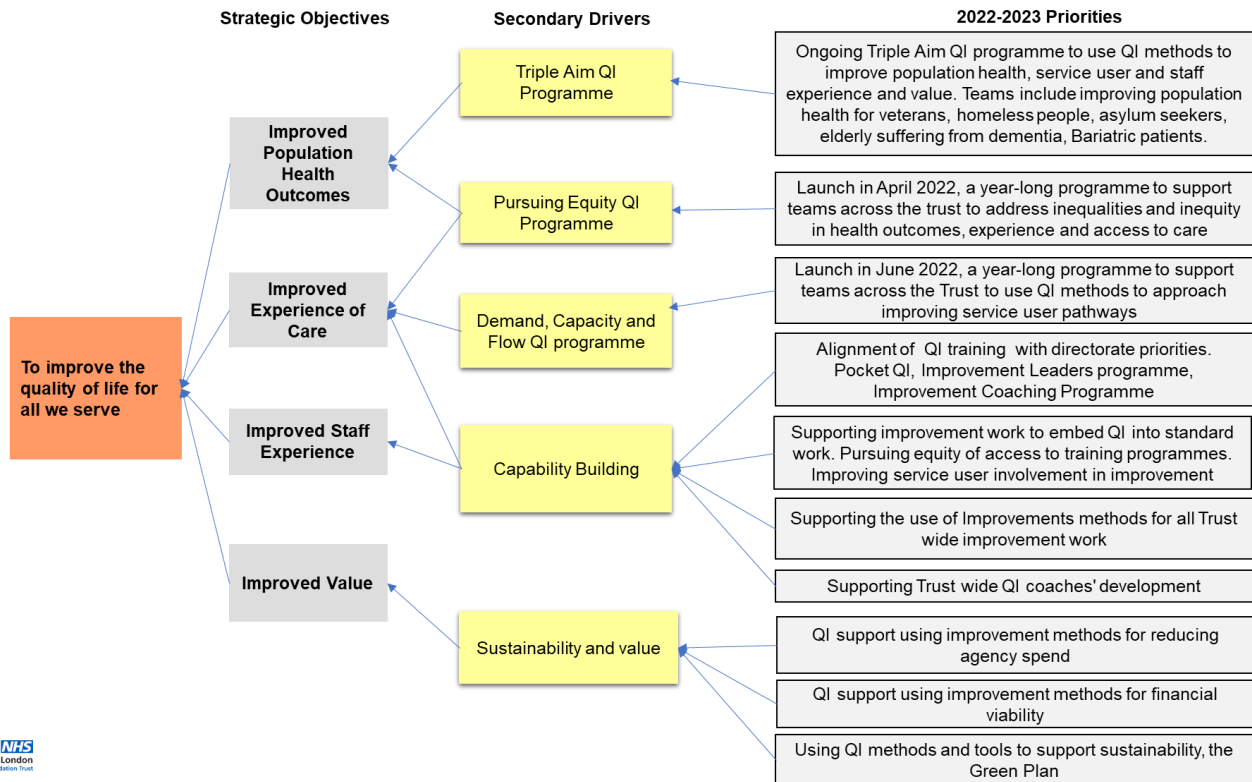 Strategic Objectives
Secondary Drivers
2022-2023 Priorities
To improve the
quality of life for
all we serve
Improved
Population
Health
Outcomes
Improved
Experience of
Care
Improved Staff
Experience
Improved Value
Triple Aim QI
Programme
Pursuing Equity QI
Programme
Demand, Capacity and
Flow QI programme
Capability Building
Sustainability and value
Ongoing Triple Aim QI programme to use QI methods to
improve population health, service user and staff
experience and value. Teams include improving population
health for veterans, homeless people, asylum seekers,
elderly suffering from dementia, Bariatric patients.
Launch in April 2022, a year-long programme to support
teams across the trust to address inequalities and inequity
in health outcomes, experience and access to care
Launch in June 2022, a year-long programme to support
teams across the Trust to use QI methods to approach
improving service user pathways
Alignment of QI training with directorate priorities.
Pocket QI, Improvement Leaders programme,
Improvement Coaching Programme
Supporting improvement work to embed QI into standard
work. Pursuing equity of access to training programmes.
Improving service user involvement in improvement
Supporting the use of Improvements methods for all Trust
wide improvement work
Supporting Trust wide QI coaches' development
QI support using improvement methods for reducing
agency spend
QI support using improvement methods for financial
viability
Using QI methods and tools to support sustainability, the
Green Plan
NHS
London
dation Trust